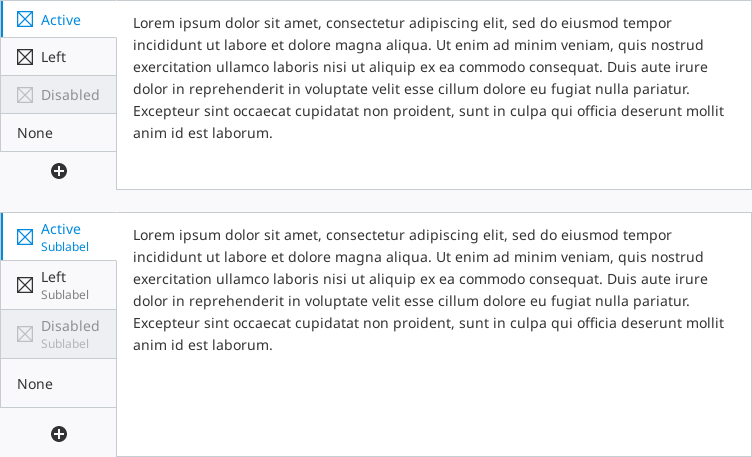 Active
Left
Disabled
None
Lorem ipsum dolor sit amet, consectetur adipiscing elit, sed do eiusmod tempor
incididunt ut labore et dolore magna aliqua. Ut enim ad minim veniam, quis nostrud
exercitation ullamco laboris nisi ut aliquip ex ea commodo consequat. Duis aute irure
dolor in reprehenderit in voluptate velit esse cillum dolore eu fugiat nulla pariatur.
Excepteur sint occaecat cupidatat non proident, sunt in culpa qui officia deserunt mollit
anim id est laborum.
Active
Sublabel
Left
Sublabel
Disabled
Sublabel
None
Lorem ipsum dolor sit amet, consectetur adipiscing elit, sed do eiusmod tempor
incididunt ut labore et dolore magna aliqua. Ut enim ad minim veniam, quis nostrud
exercitation ullamco laboris nisi ut aliquip ex ea commodo consequat. Duis aute irure
dolor in reprehenderit in voluptate velit esse cillum dolore eu fugiat nulla pariatur.
Excepteur sint occaecat cupidatat non proident, sunt in culpa qui officia deserunt mollit
anim id est laborum.